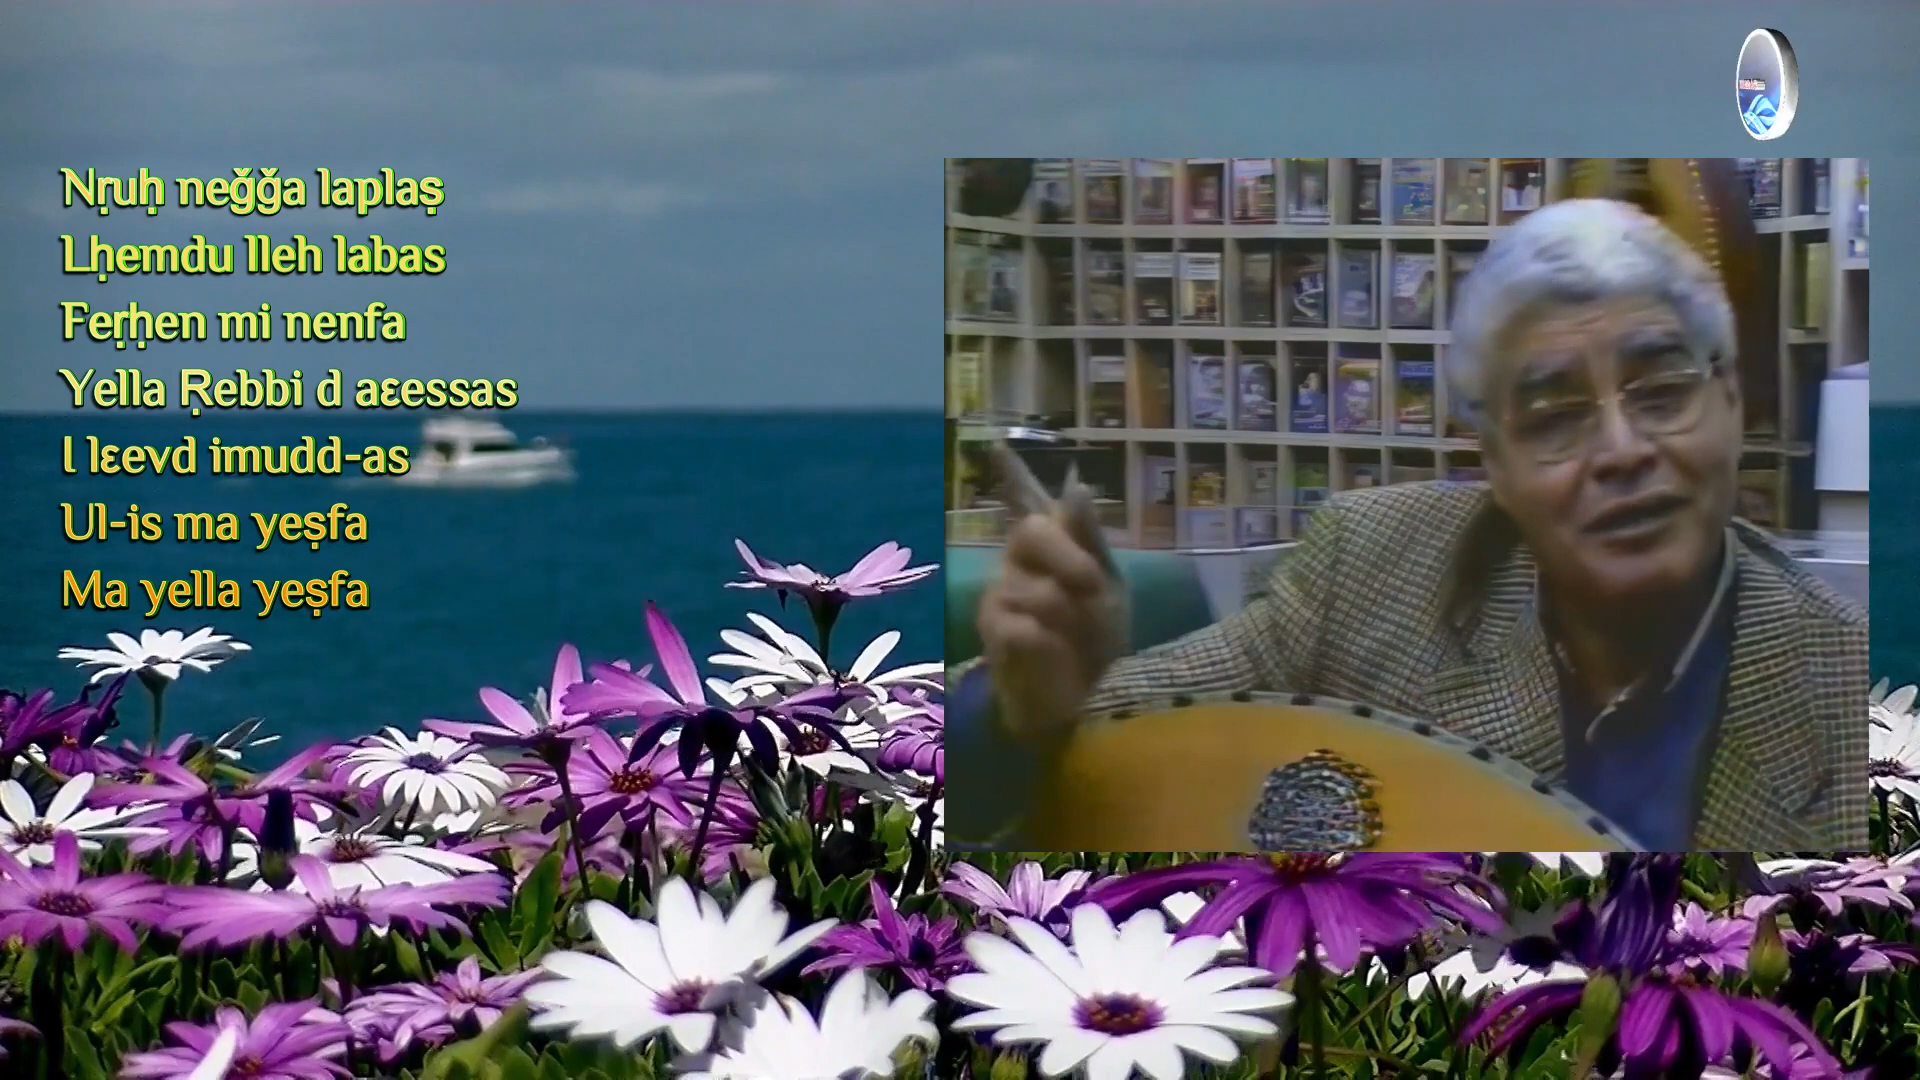 Nṛuḥ neǧǧa laplaṣ
Lḥemdu lleh labas
Feṛḥen mi nenfa
Yella Ṛebbi d aɛessas
I lɛevd imudd-as
Ul-is ma yeṣfa
Ma yella yeṣfa